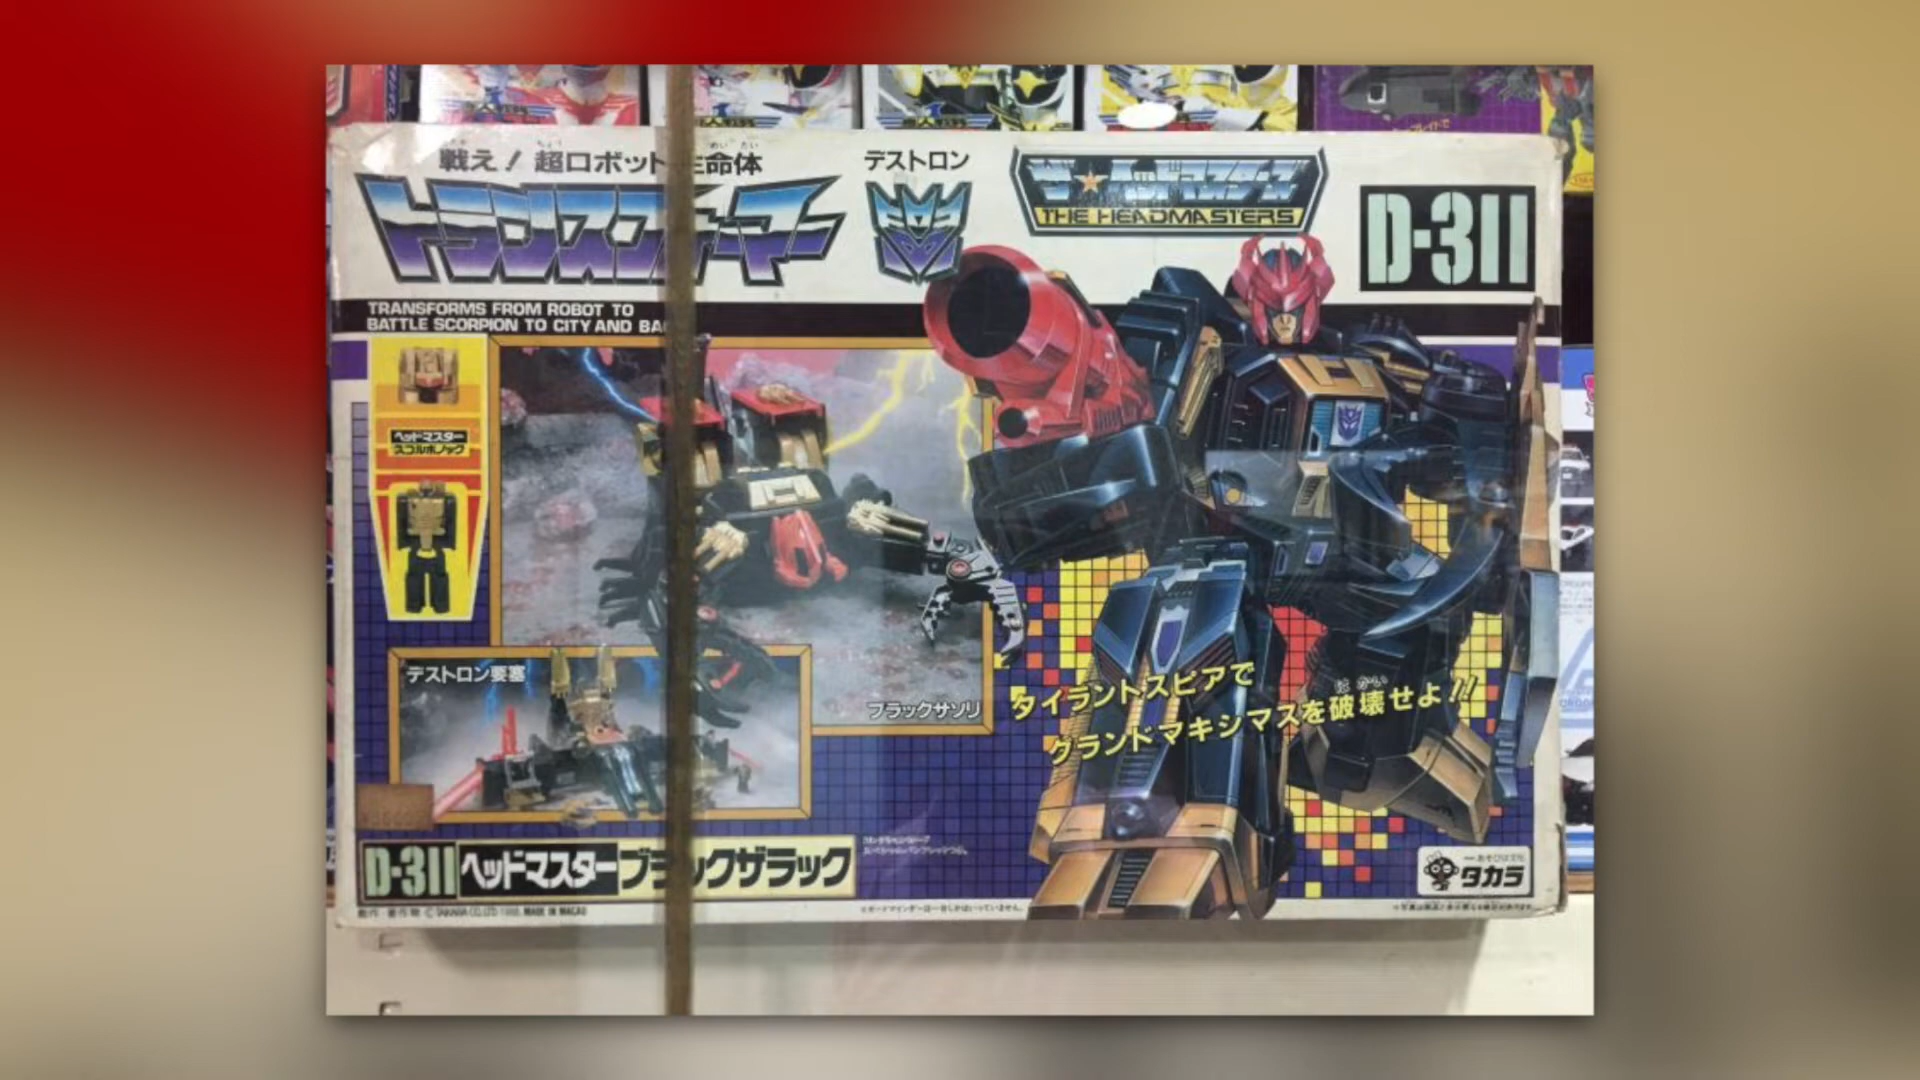 戦え！超ロボット生命体
トランスフォーマー
デストロン
ザ★ヘッドマスターズ
THE HEADMASTERS
D-311
TRANSFORMS FROM ROBOT TO
BATTLE SCORPION TO CITY AND BA
ヘッドマスター
スコルポノック
デストロン要塞
ブラックサソリ
タイラントスピアで
グランドマキシマスを破壊せよ!!
はかい
D-311 ヘッドマスター ブラックザラック
タカラ
MADE IN MACAO